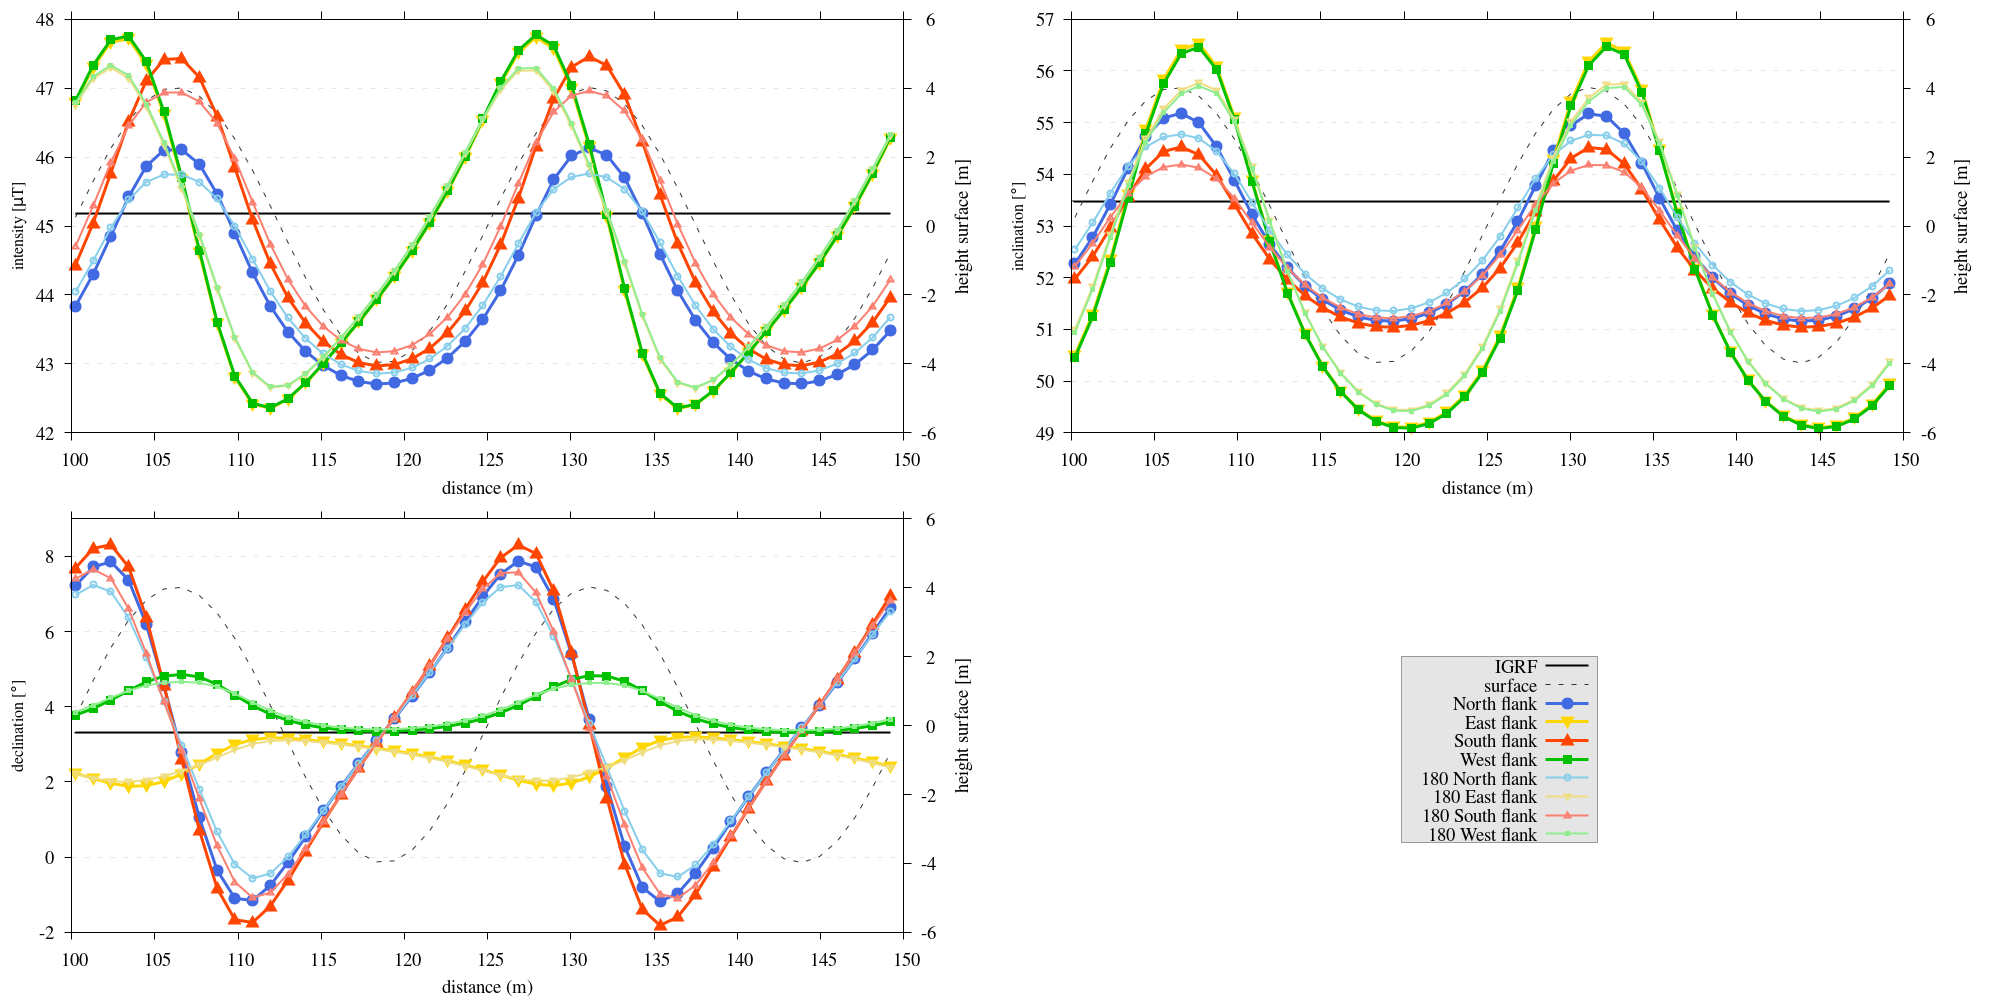 48
47
46
45
44
43
42
6
4
2
0
-2
-4
-6
100 105 110 115 120 125 130 135 140 145 150
intensity [µT]
height surface [m]
distance (m)
57
56
55
54
53
52
51
50
49
6
4
2
0
-2
-4
-6
100 105 110 115 120 125 130 135 140 145 150
inclination [°]
height surface [m]
distance (m)
8
6
4
2
0
-2
6
4
2
0
-2
-4
-6
100 105 110 115 120 125 130 135 140 145 150
declination [°]
height surface [m]
distance (m)
IGRF
surface
North flank
East flank
South flank
West flank
180 North flank
180 East flank
180 South flank
180 West flank